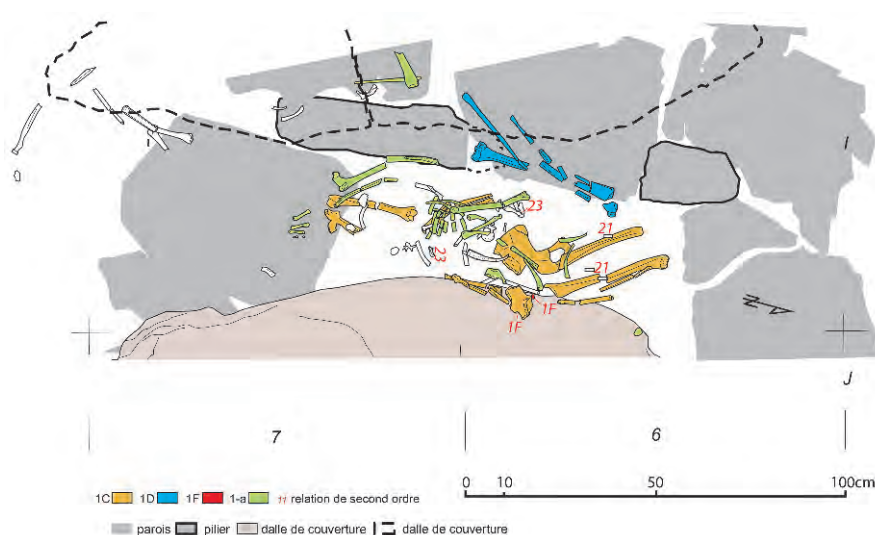 I
23
21
23
21
1F
1F
N
J
7
6
1C 1D 1F 1-a 11 relation de second ordre
0 10 50 100cm
parois pilier dalle de couverture dalle de couverture